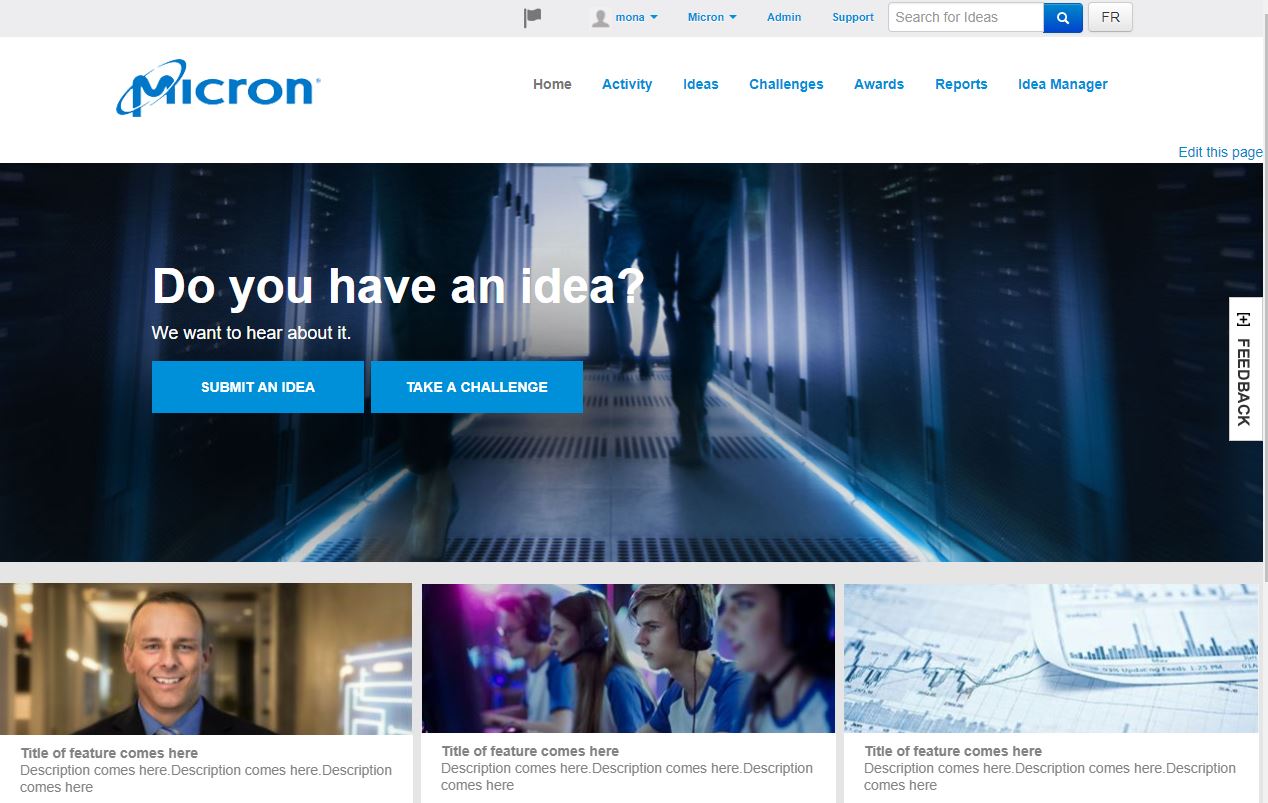 mona
Micron
Admin
Support
Search for Ideas
FR
Micron®
Home
Activity
Ideas
Challenges
Awards
Reports
Idea Manager
Edit this page
Do you have an idea?
We want to hear about it.
SUBMIT AN IDEA
TAKE A CHALLENGE
[+] FEEDBACK
Title of feature comes here
Description comes here.Description comes here.Description
comes here
Title of feature comes here
Description comes here.Description comes here.Description
comes here
Title of feature comes here
Description comes here.Description comes here.Description
comes here